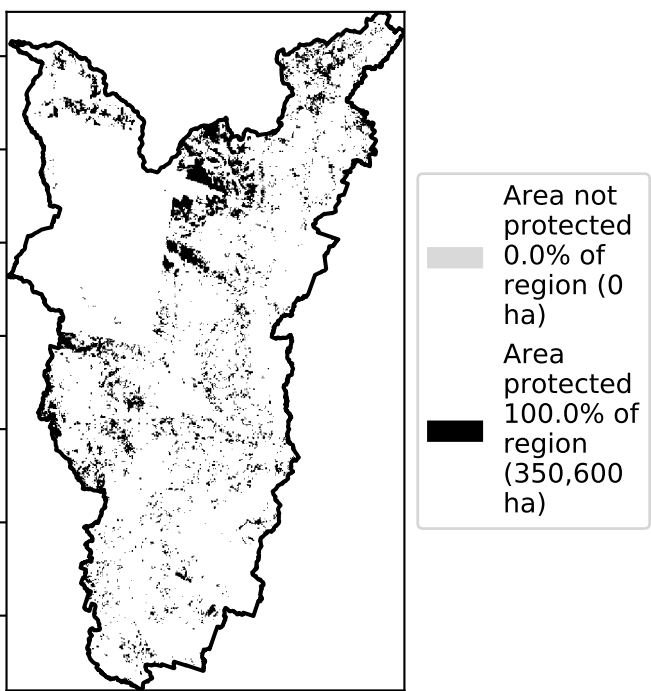 Area not
protected
0.0% of
region (0
ha)
Area
protected
100.0% of
region
(350,600
ha)